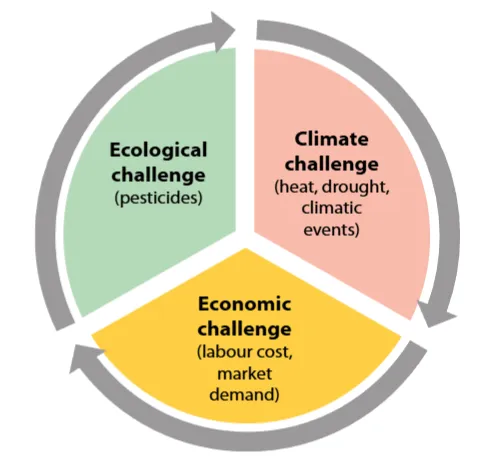 Ecological
challenge
(pesticides)
Climate
challenge
(heat, drought,
climatic
events)
Economic
challenge
(labour cost,
market
demand)